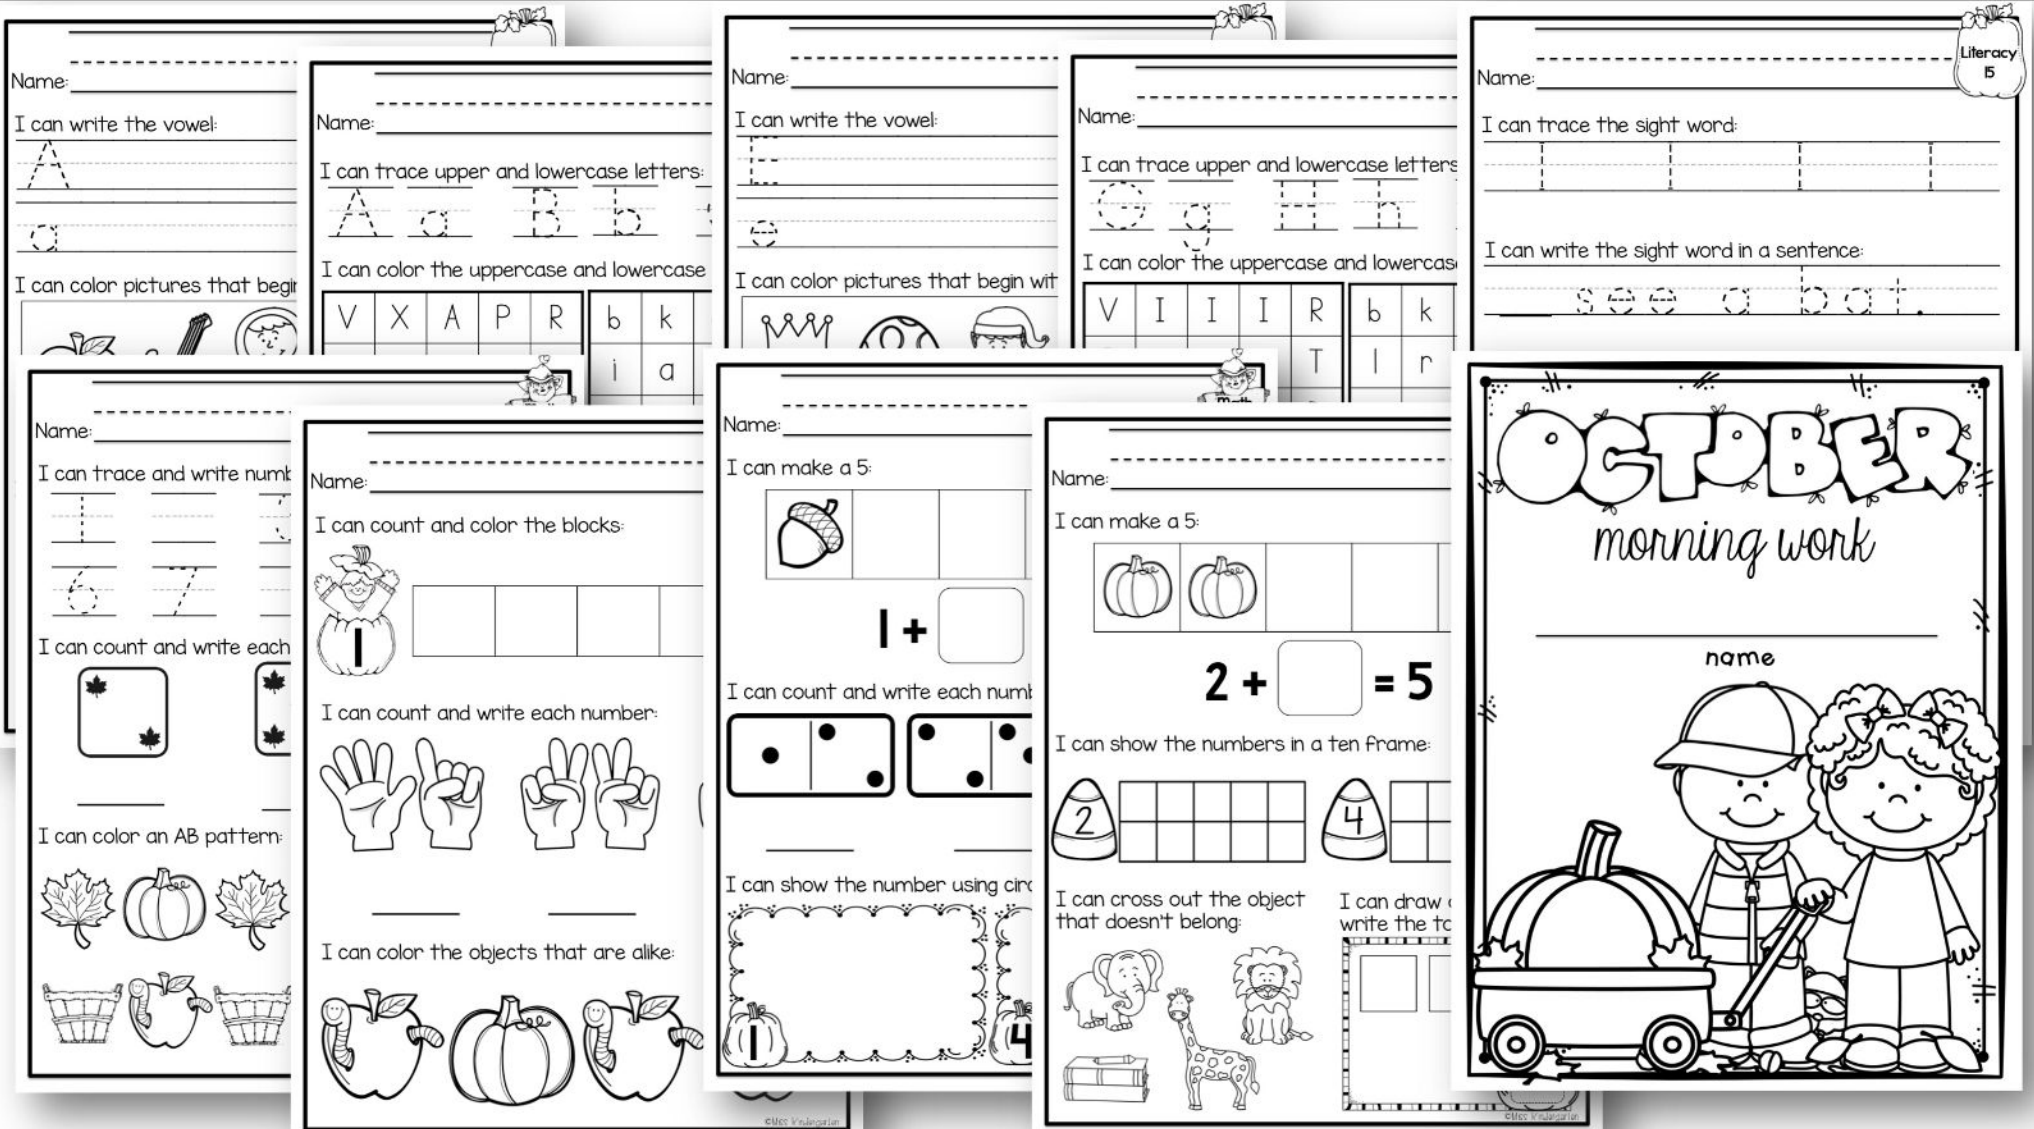 Name:
I can write the vowel:
A
a
I can color pictures that begi
Name:
I can trace upper and lowercase letters:
A a B b
I can color the uppercase and lowercase
V X A P R b k
i a
Name:
I can write the vowel:
E
e
I can color pictures that begin wit
Name:
I can trace upper and lowercase letters
G g H h
I can color the uppercase and lowercas
V I I I R b k
T l r
Literacy
15
Name:
I can trace the sight word:
I I I I
I can write the sight word in a sentence:
see a bat.
Name:
I can trace and write numb
1 3
6 7
I can count and write each
I can color an AB pattern:
Name:
I can count and color the blocks:
1
I can count and write each number:
I can color the objects that are alike:
©Miss Kindergarten
Math
Name:
I can make a 5:
1 +
I can count and write each numb
I can show the number using circ
1 4
Name:
I can make a 5:
2 + = 5
I can show the numbers in a ten frame:
2 4
I can cross out the object
that doesn't belong:
I can draw
write the to
©Miss Kindergarten
OCTOBER
morning work
name